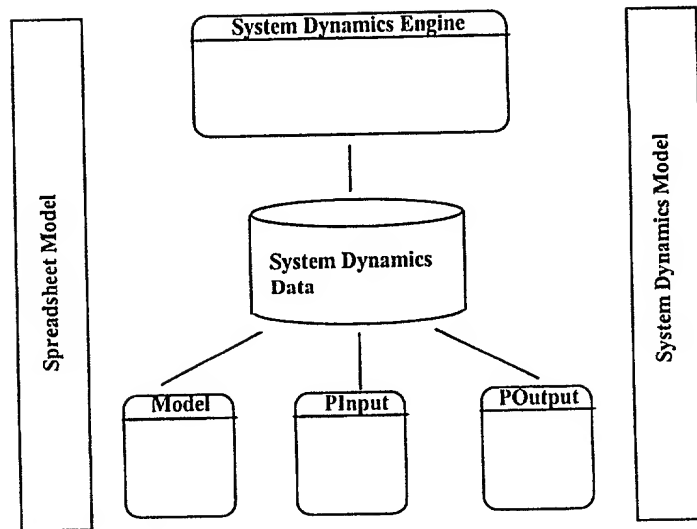 System Dynamics Engine
Spreadsheet Model
System Dynamics
Data
System Dynamics Model
Model
PInput
POutput